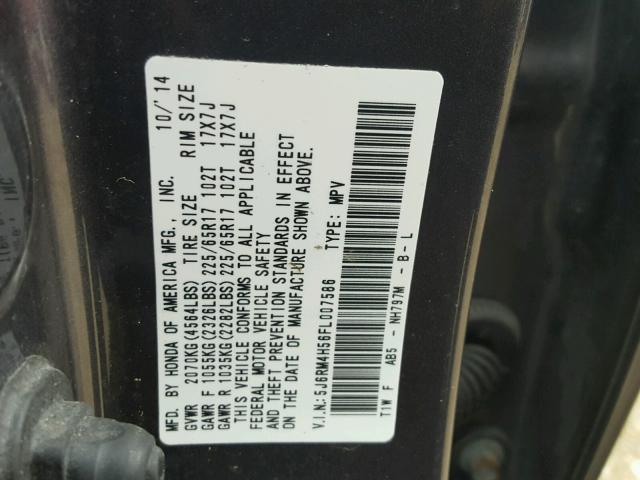 MFD. BY HONDA OF AMERICA MFG., INC. 10/'14
GVWR 2071KG(4564LBS) TIRE SIZE RIM SIZE
GAWR F 1055KG(2326LBS) 225/65R17 102T 17X7J
GAWR R 1035KG(2282LBS) 225/65R17 102T 17X7J
THIS VEHICLE CONFORMS TO ALL APPLICABLE
FEDERAL MOTOR VEHICLE SAFETY
AND THEFT PREVENTION STANDARDS IN EFFECT
ON THE DATE OF MANUFACTURE SHOWN ABOVE.
V.I.N.: 5J6RM4H56FL007586 TYPE: MPV
T1W F AB5 - NH797M - B - L